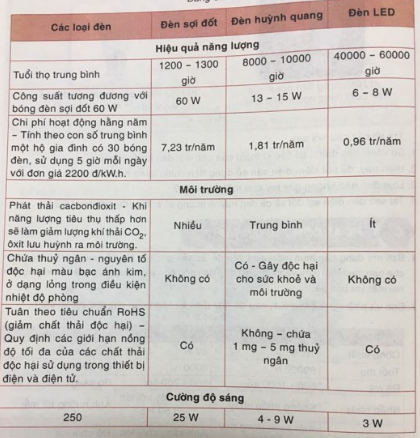 Các loại đèn
Đèn sợi đốt
Đèn huỳnh quang
Đèn LED
Hiệu quả năng lượng
Tuổi thọ trung bình
1200 – 1300
giờ
8000 – 10000
giờ
40000 – 60000
giờ
Công suất tương đương với
bóng đèn sợi đốt 60 W
60 W
13 – 15 W
6 – 8 W
Chi phí hoạt động hằng năm
– Tính theo con số trung bình
một hộ gia đình có 30 bóng
đèn, sử dụng 5 giờ mỗi ngày
với đơn giá 2200 đ/kW.h.
7,23 tr/năm
1,81 tr/năm
0,96 tr/năm
Môi trường
Phát thải cacbonđioxit - Khi
năng lượng tiêu thụ thấp hơn
sẽ làm giảm lượng khí thải CO2,
ôxit lưu huỳnh ra môi trường.
Nhiều
Trung bình
Ít
Chứa thuỷ ngân - nguyên tố
độc hại màu bạc ánh kim,
ở dạng lỏng trong điều kiện
nhiệt độ phòng
Không có
Có - Gây độc hại
cho sức khoẻ và
môi trường
Không có
Tuân theo tiêu chuẩn RoHS
(giảm chất thải độc hại) –
Quy định các giới hạn nồng
độ tối đa của các chất thải
độc hại sử dụng trong thiết bị
điện và điện tử.
Có
Không – chứa
1 mg – 5 mg thuỷ
ngân
Có
Cường độ sáng
250
25 W
4 - 9 W
3 W